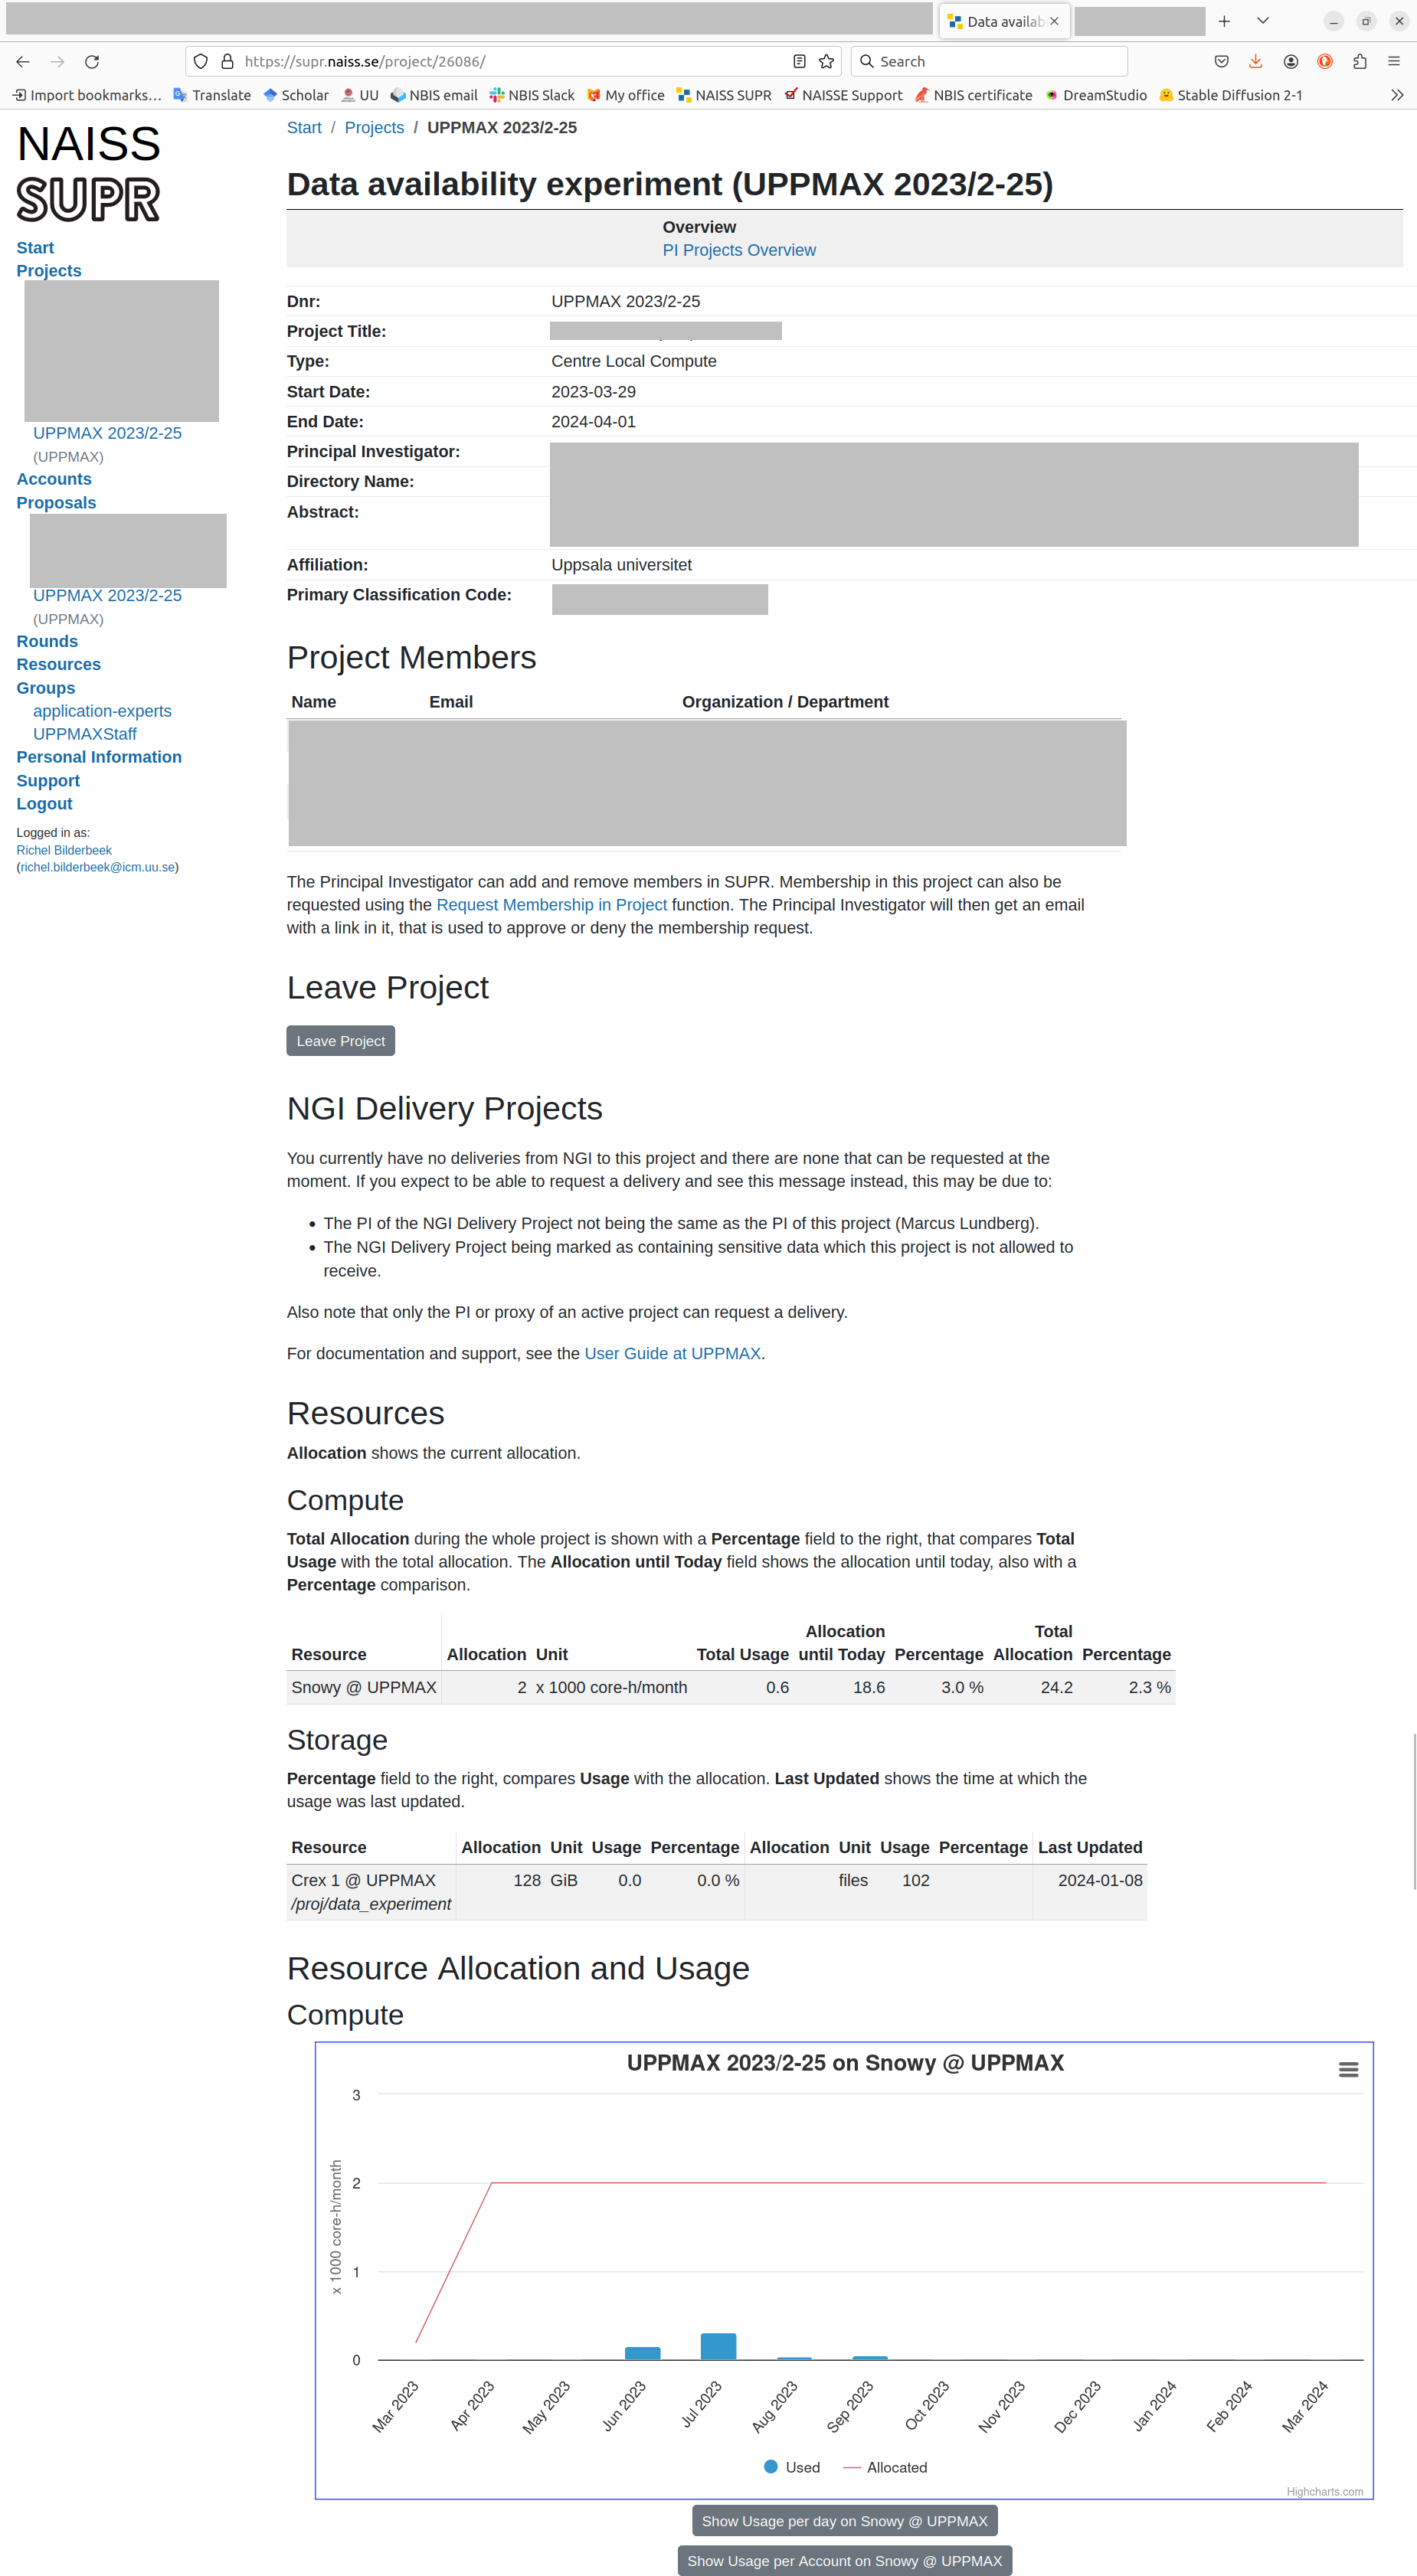 Data availab
https://supr.naiss.se/project/26086/
Search
Import bookmarks... Translate Scholar UU NBIS email NBIS Slack My office NAISS SUPR NAISSE Support NBIS certificate DreamStudio Stable Diffusion 2-1
NAISS
SUPR
Start
Projects
UPPMAX 2023/2-25
(UPPMAX)
Accounts
Proposals
UPPMAX 2023/2-25
(UPPMAX)
Rounds
Resources
Groups
application-experts
UPPMAXStaff
Personal Information
Support
Logout
Logged in as:
Richel Bilderbeek
(richel.bilderbeek@icm.uu.se)
Start / Projects / UPPMAX 2023/2-25
Data availability experiment (UPPMAX 2023/2-25)
Overview
PI Projects Overview
Dnr: UPPMAX 2023/2-25
Project Title:
Type: Centre Local Compute
Start Date: 2023-03-29
End Date: 2024-04-01
Principal Investigator:
Directory Name:
Abstract:
Affiliation: Uppsala universitet
Primary Classification Code:
Project Members
Name Email Organization / Department
The Principal Investigator can add and remove members in SUPR. Membership in this project can also be
requested using the Request Membership in Project function. The Principal Investigator will then get an email
with a link in it, that is used to approve or deny the membership request.
Leave Project
Leave Project
NGI Delivery Projects
You currently have no deliveries from NGI to this project and there are none that can be requested at the
moment. If you expect to be able to request a delivery and see this message instead, this may be due to:
• The PI of the NGI Delivery Project not being the same as the PI of this project (Marcus Lundberg).
• The NGI Delivery Project being marked as containing sensitive data which this project is not allowed to
receive.
Also note that only the PI or proxy of an active project can request a delivery.
For documentation and support, see the User Guide at UPPMAX.
Resources
Allocation shows the current allocation.
Compute
Total Allocation during the whole project is shown with a Percentage field to the right, that compares Total
Usage with the total allocation. The Allocation until Today field shows the allocation until today, also with a
Percentage comparison.
Allocation Total
Resource Allocation Unit Total Usage until Today Percentage Allocation Percentage
Snowy @ UPPMAX 2 x 1000 core-h/month 0.6 18.6 3.0 % 24.2 2.3 %
Storage
Percentage field to the right, compares Usage with the allocation. Last Updated shows the time at which the
usage was last updated.
Resource Allocation Unit Usage Percentage Allocation Unit Usage Percentage Last Updated
Crex 1 @ UPPMAX 128 GiB 0.0 0.0 % files 102 2024-01-08
/proj/data_experiment
Resource Allocation and Usage
Compute
UPPMAX 2023/2-25 on Snowy @ UPPMAX
x 1000 core-h/month
3
2
1
0
Mar 2023 Apr 2023 May 2023 Jun 2023 Jul 2023 Aug 2023 Sep 2023 Oct 2023 Nov 2023 Dec 2023 Jan 2024 Feb 2024 Mar 2024
Used Allocated
Highcharts.com
Show Usage per day on Snowy @ UPPMAX
Show Usage per Account on Snowy @ UPPMAX